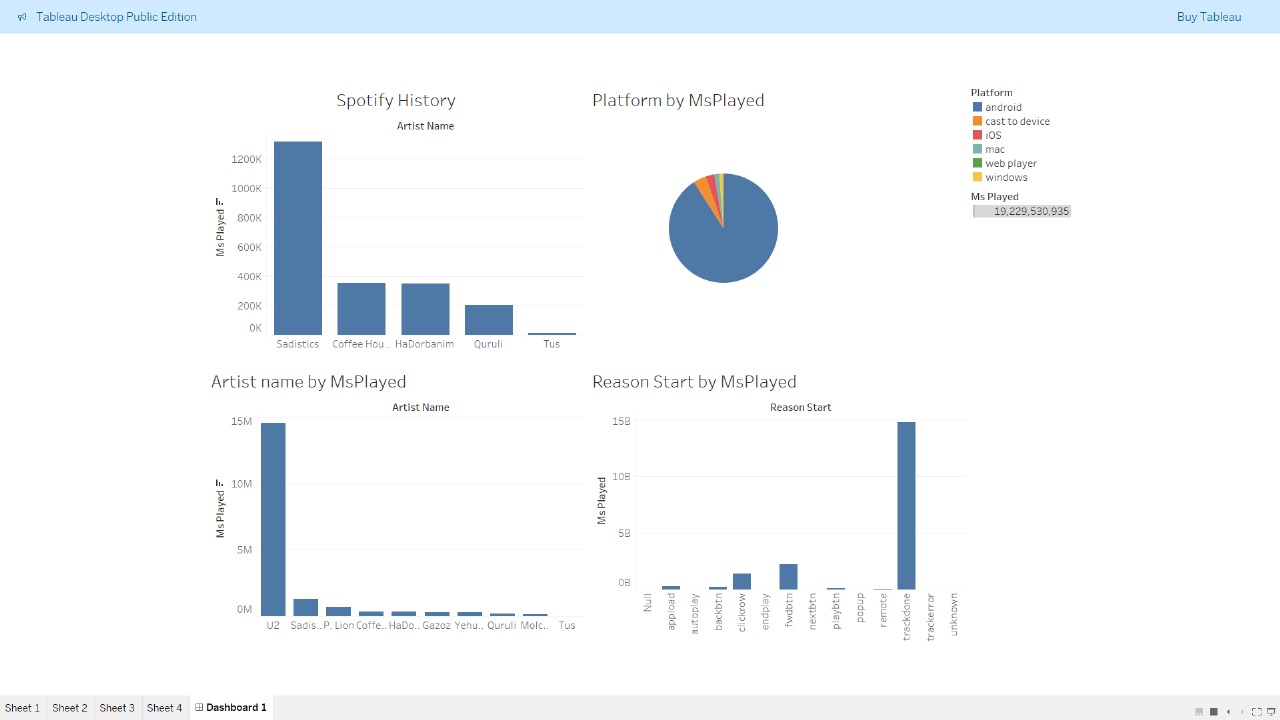 Tableau Desktop Public Edition
Buy Tableau
Spotify History
Artist Name
Ms Played
1200K
1000K
800K
600K
400K
200K
0K
Sadistics Coffee Hou.. HaDorbanim Quruli Tus
Platform by MsPlayed
Platform
android
cast to device
iOS
mac
web player
windows
Ms Played
19,229,530,935
Artist name by MsPlayed
Artist Name
Ms Played
15M
10M
5M
0M
U2 Sadis.. P. Lion Coffe.. HaDo.. Gazoz Yehu.. Quruli Molc.. Tus
Reason Start by MsPlayed
Reason Start
Ms Played
15B
10B
5B
0B
Null appload autoplay backbtn clickrow endplay fwdbtn nextbtn playbtn popup remote trackdone trackerror unknown
Sheet 1 Sheet 2 Sheet 3 Sheet 4 Dashboard 1